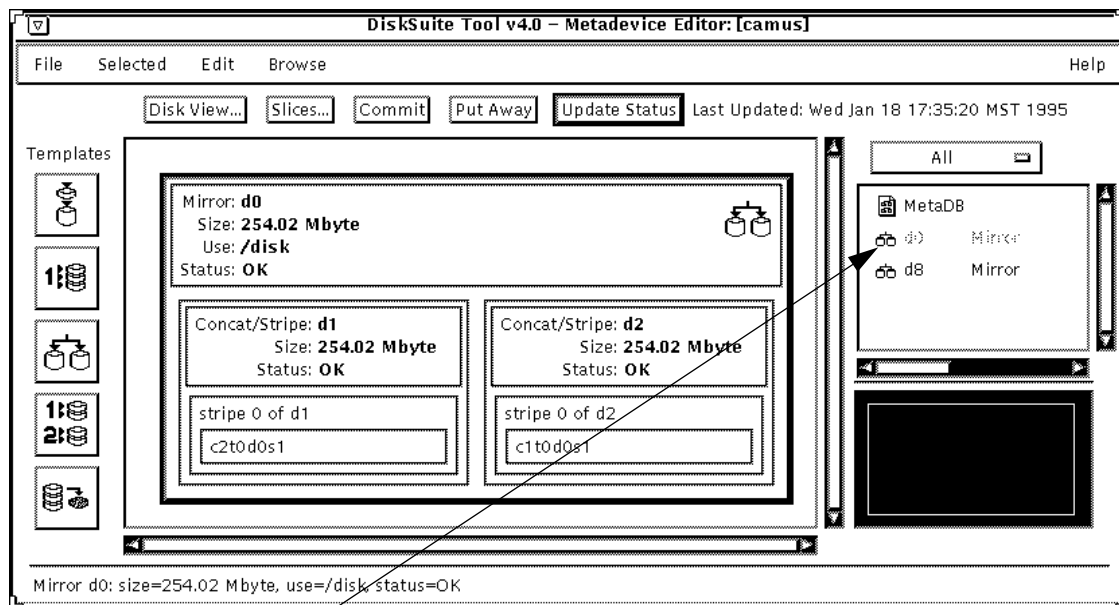 DiskSuite Tool v4.0 – Metadevice Editor: [camus]
File Selected Edit Browse Help
Disk View... Slices... Commit Put Away Update Status Last Updated: Wed Jan 18 17:35:20 MST 1995
Templates
All
Mirror: d0
Size: 254.02 Mbyte
Use: /disk
Status: OK
MetaDB
d0 Mirror
d8 Mirror
1
Concat/Stripe: d1
Size: 254.02 Mbyte
Status: OK
Concat/Stripe: d2
Size: 254.02 Mbyte
Status: OK
1
2
stripe 0 of d1
c2t0d0s1
stripe 0 of d2
c1t0d0s1
Mirror d0: size=254.02 Mbyte, use=/disk, status=OK